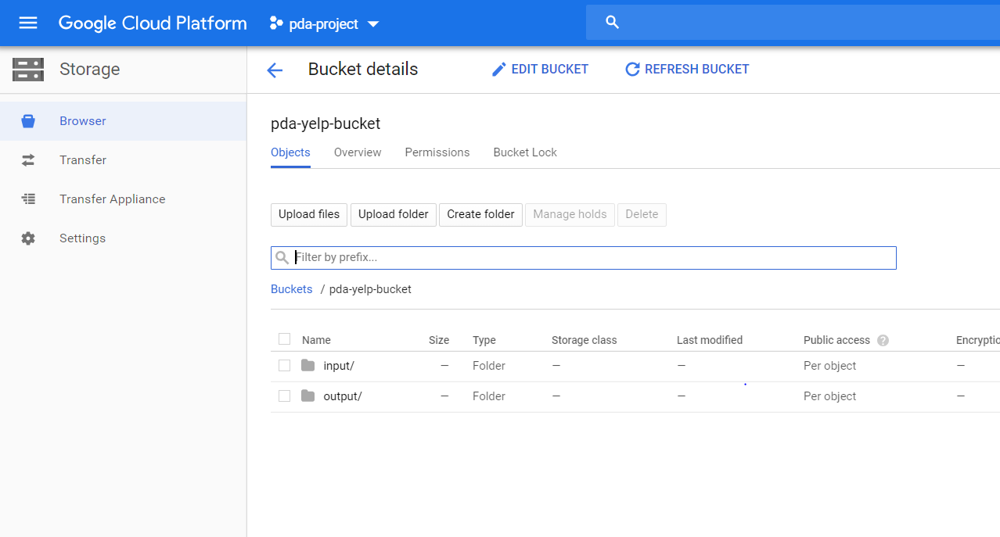 Google Cloud Platform pda-project
Storage Bucket details EDIT BUCKET REFRESH BUCKET
Browser
Transfer
Transfer Appliance
Settings
pda-yelp-bucket
Objects Overview Permissions Bucket Lock
Upload files Upload folder Create folder Manage holds Delete
Filter by prefix...
Buckets / pda-yelp-bucket
Name Size Type Storage class Last modified Public access ? Encryptio
input/ — Folder — — Per object —
output/ — Folder — — Per object —